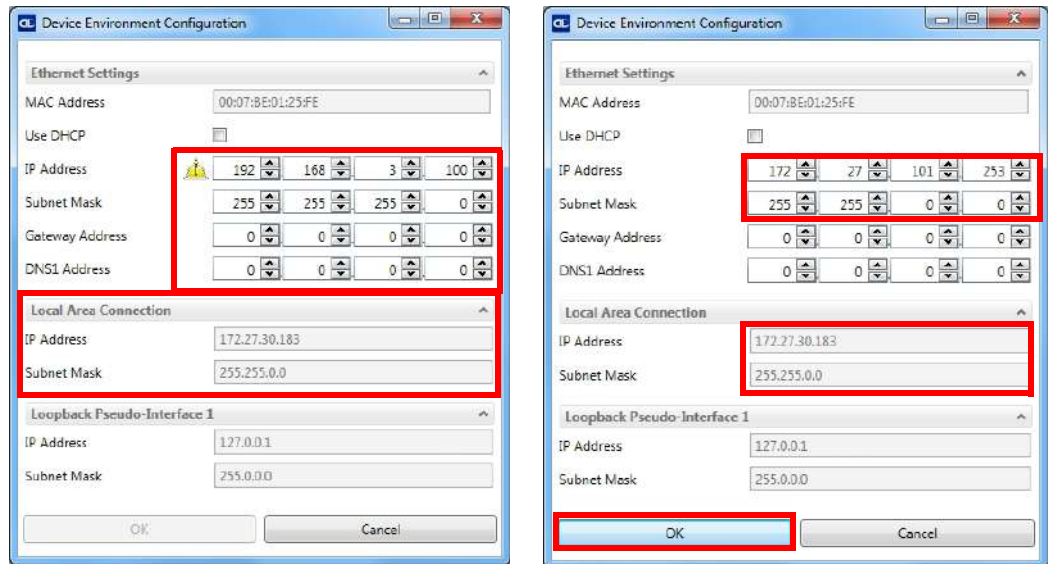 Device Environment Configuration
Ethernet Settings
MAC Address 00:07:BE:01:25:FE
Use DHCP
IP Address 192 . 168 . 3 . 100
Subnet Mask 255 . 255 . 255 . 0
Gateway Address 0 . 0 . 0 . 0
DNS1 Address 0 . 0 . 0 . 0
Local Area Connection
IP Address 172.27.30.183
Subnet Mask 255.255.0.0
Loopback Pseudo-Interface 1
IP Address 127.0.0.1
Subnet Mask 255.0.0.0
OK Cancel
Device Environment Configuration
Ethernet Settings
MAC Address 00:07:BE:01:25:FE
Use DHCP
IP Address 172 . 27 . 101 . 253
Subnet Mask 255 . 255 . 0 . 0
Gateway Address 0 . 0 . 0 . 0
DNS1 Address 0 . 0 . 0 . 0
Local Area Connection
IP Address 172.27.30.183
Subnet Mask 255.255.0.0
Loopback Pseudo-Interface 1
IP Address 127.0.0.1
Subnet Mask 255.0.0.0
OK Cancel